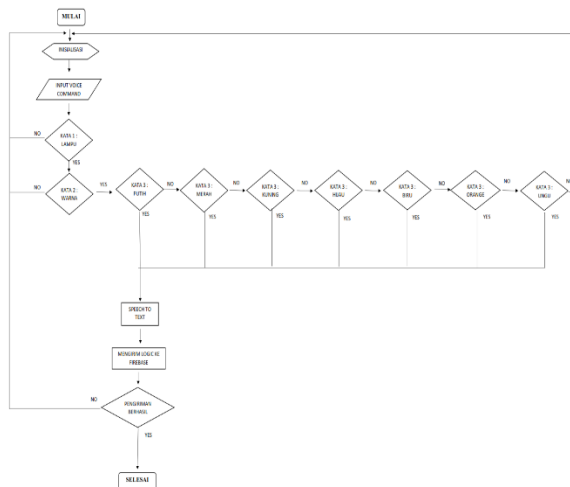 MULAI
INISIALISASI
INPUT VOICE
COMMAND
NO
KATA 1 :
LAMPU
YES
NO
KATA 2 :
WARNA
YES
KATA 3 :
PUTIH
NO
KATA 3 :
MERAH
NO
KATA 3 :
KUNING
NO
KATA 3 :
HIJAU
NO
KATA 3 :
BIRU
NO
KATA 3 :
ORANGE
NO
KATA 3 :
UNGU
NO
YES
YES
YES
YES
YES
YES
YES
SPEECH TO
TEXT
MENGIRIM LOGIC KE
FIREBASE
NO
PENGIRIMAN
BERHASIL
YES
SELESAI